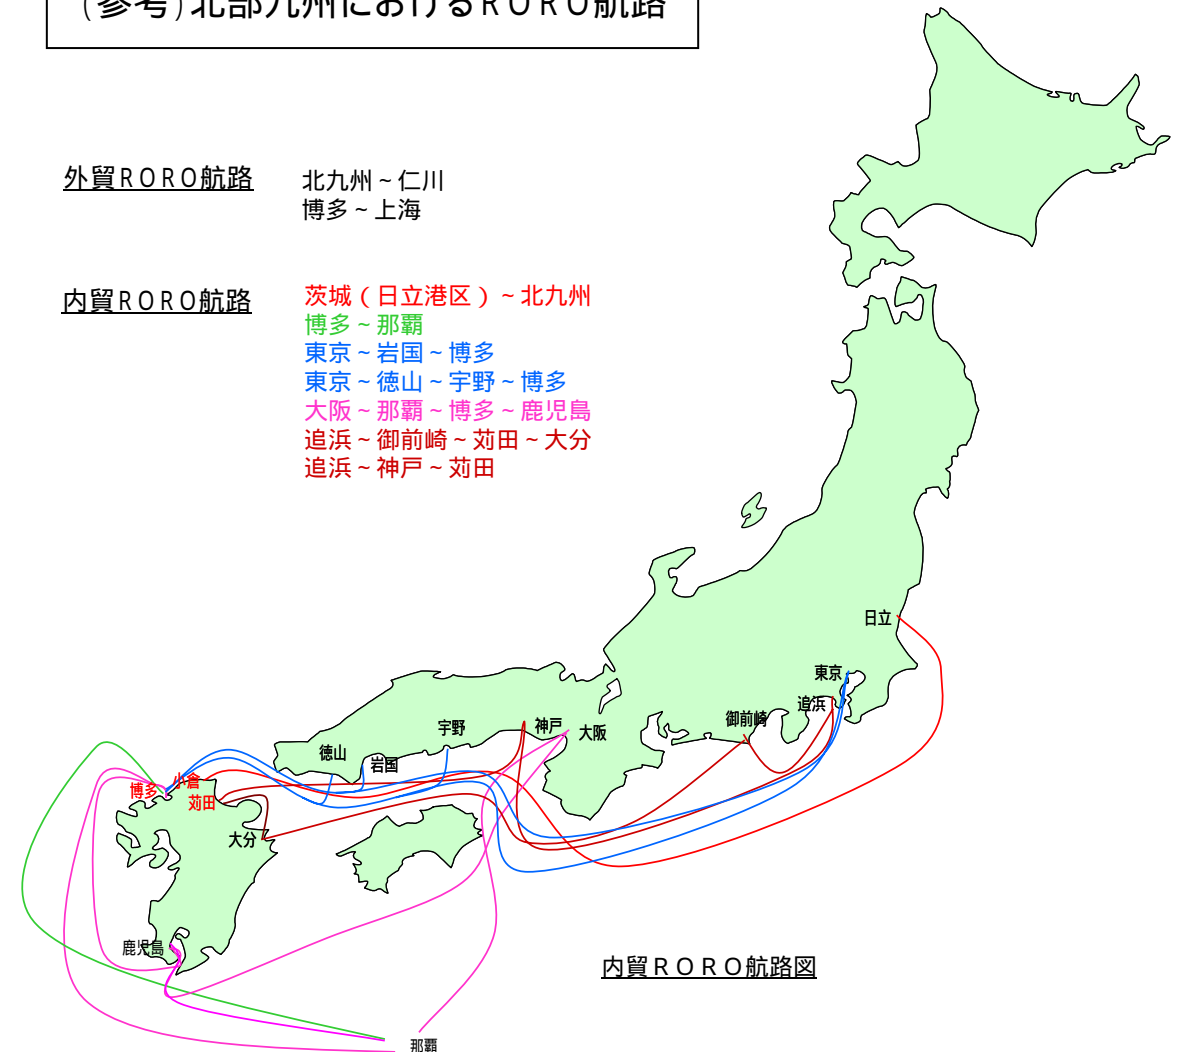 (参考)北部九州におけるRORO航路
外貿RORO航路
北九州~仁川
博多~上海
内貿RORO航路
茨城(日立港区)~北九州
博多~那覇
東京~岩国~博多
東京~徳山~宇野~博多
大阪~那覇~博多~鹿児島
追浜~御前崎~苅田~大分
追浜~神戸~苅田
日立
東京
追浜
御前崎
神戸
大阪
宇野
徳山
岩国
小倉
博多
苅田
大分
鹿児島
内貿RORO航路図
那覇